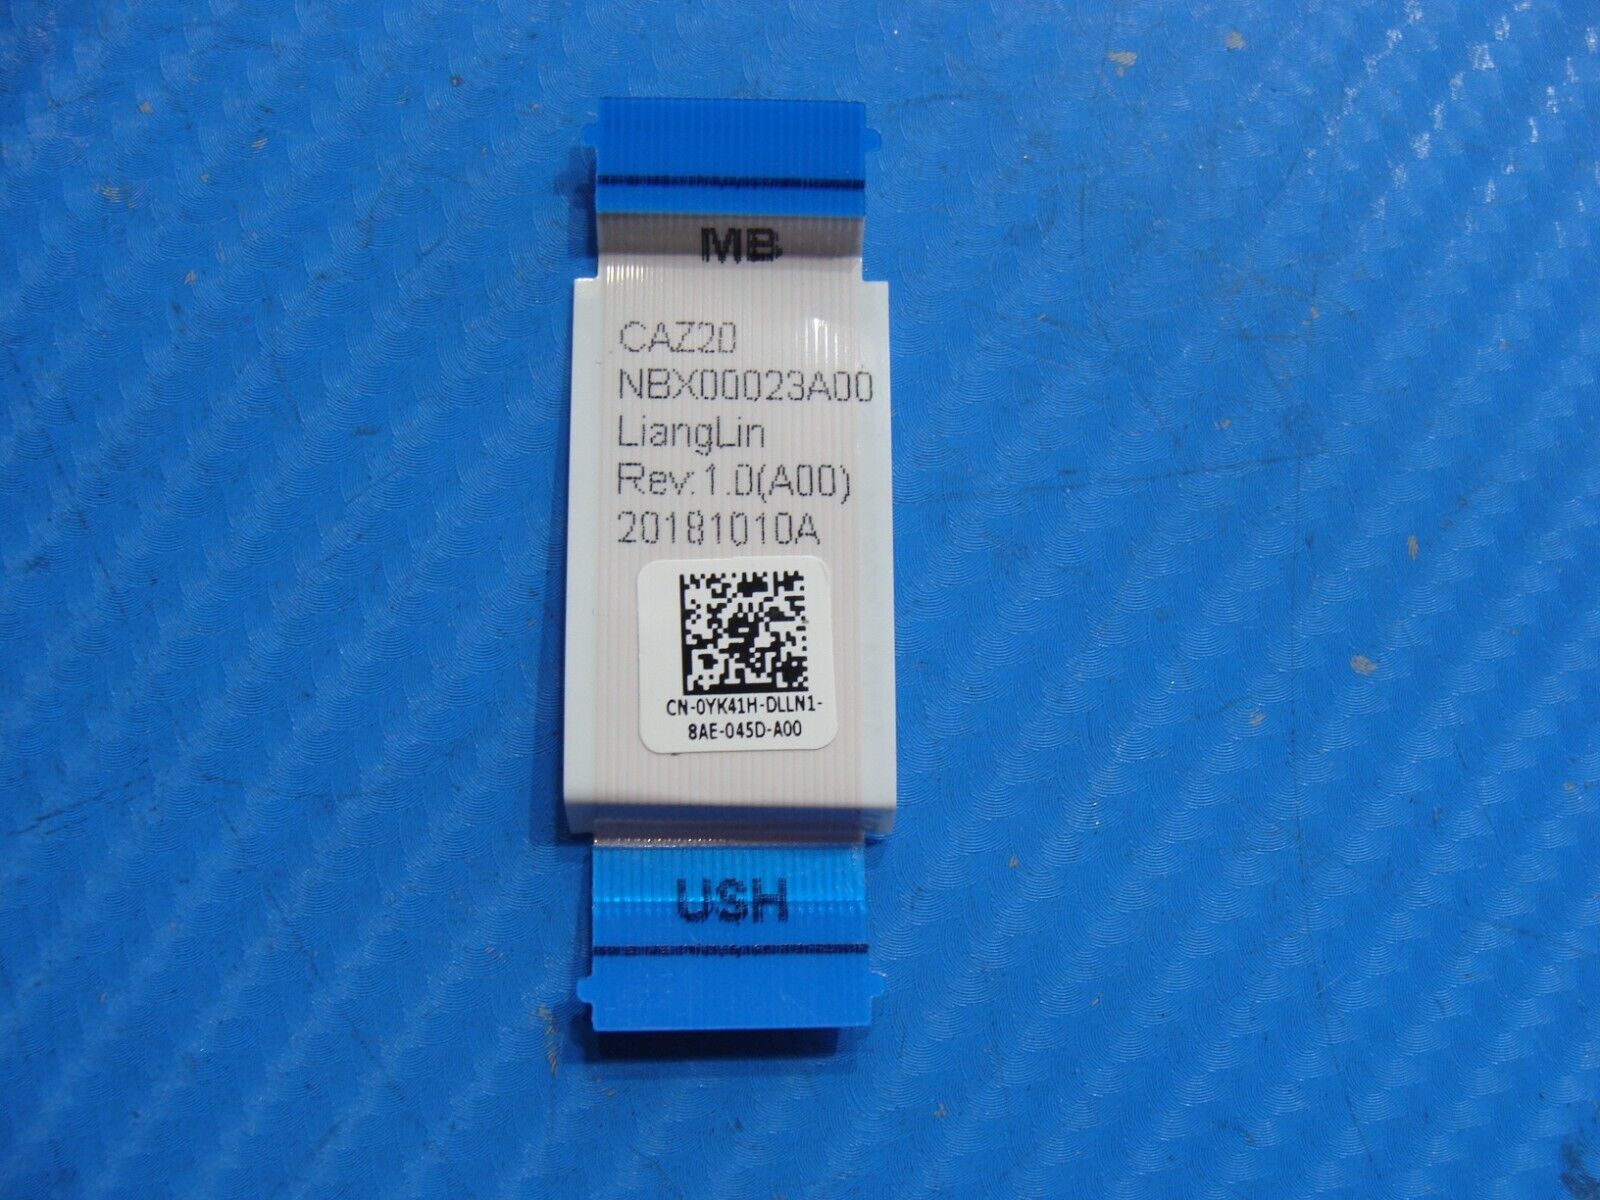 MB
CAZ20
NBX00023A00
LiangLin
Rev:1.0(A00)
20181010A
CN-0YK41H-DLLN1-
8AE-045D-A00
USH